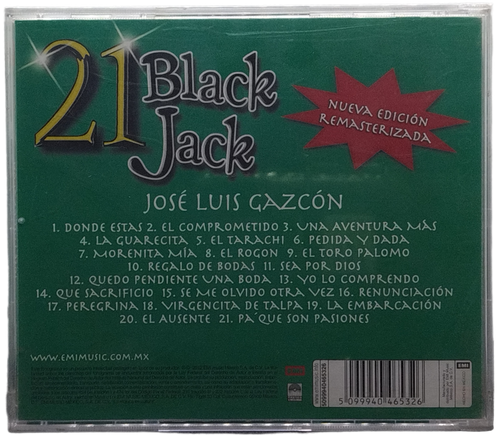 21 Black
Jack
NUEVA EDICIÓN
REMASTERIZADA
JOSÉ LUIS GAZCÓN
1. DONDE ESTAS 2. EL COMPROMETIDO 3. UNA AVENTURA MÁS
4. LA GUARECITA 5. EL TARACHI 6. PEDIDA Y DADA
7. MORENITA MÍA 8. EL ROGON 9. EL TORO PALOMO
10. REGALO DE BODAS 11. SEA POR DIOS
12. QUEDO PENDIENTE UNA BODA 13. YO LO COMPRENDO
14. QUE SACRIFICIO 15. SE ME OLVIDO OTRA VEZ 16. RENUNCIACIÓN
17. PEREGRINA 18. VIRGENCITA DE TALPA 19. LA EMBARCACIÓN
20. EL AUSENTE 21. PA'QUE SON PASIONES
WWW.EMIMUSIC.COM.MX
EMI
5099940465326
5 099940 465326